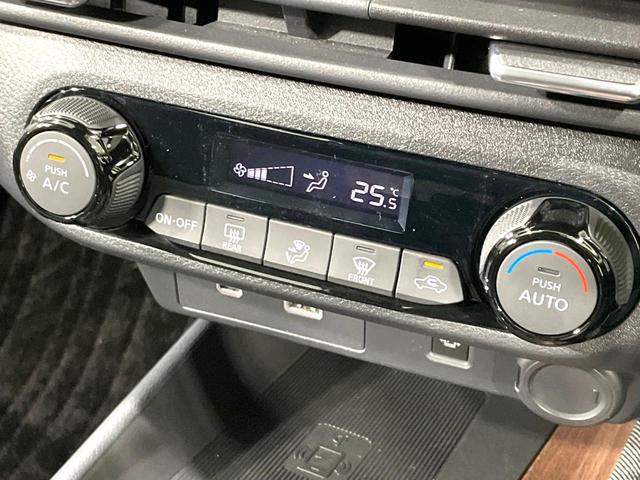 PUSH
A/C
25.5 °C
ON·OFF
REAR
FRONT
PUSH
AUTO